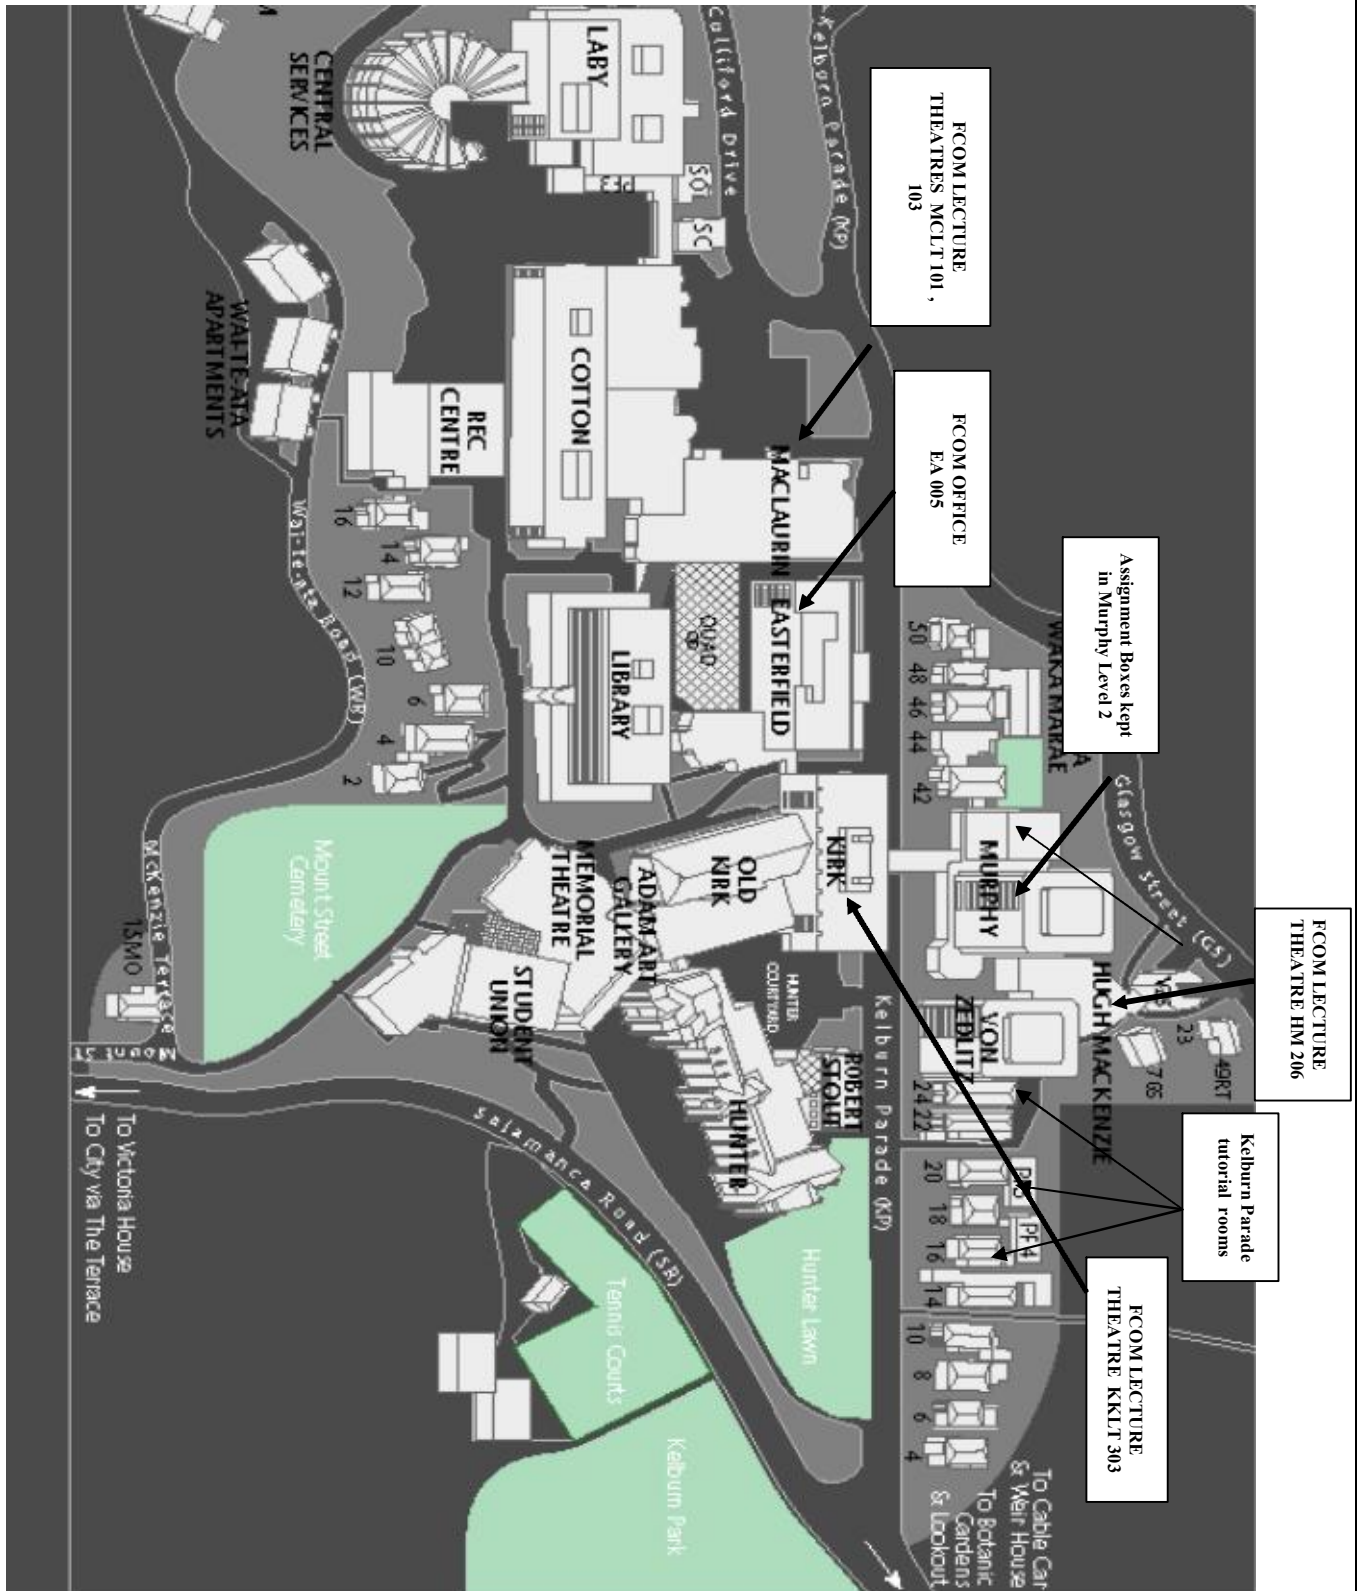 FCOM LECTURE
THEATRES MCLT 101 ,
103
FCOM OFFICE
EA 005
Assignment Boxes kept
in Murphy Level 2
FCOM LECTURE
THEATRE HM 206
Kelburn Parade
tutorial rooms
FCOM LECTURE
THEATRE KKLT 303
Glasgow Street (GS)
49RT
23
7 GS
HUGH MACKENZIE
MURPHY
VON
ZEDLITZ
50
48
46
44
42
24
22
20
18
16
14
10
8
6
4
PF4
To Cable Car
& Weir House
To Botanic
Gardens
& Lookout
Kelburn Parade (KP)
Kelburn Parade (KP)
Culliford Drive
MACLAURIN
EASTERFIELD
KIRK
OLD
KIRK
ROBERT
STOUT
HUNTER
COURTYARD
HUNTER
Hunter Lawn
QUAD
LABY
SOL
SC
COTTON
LIBRARY
ADAM ART
GALLERY
MEMORIAL
THEATRE
STUDENT
UNION
CENTRAL
SERVICES
REC
CENTRE
16
14
12
10
6
4
2
WAI-TE-ATA
APARTMENTS
Wai-te-ata Road (WR)
Mount Street
Cemetery
McKenzie Terrace
15MO
Mount St
Salamanca Road (SR)
Tennis Courts
Kelburn Park
To Victoria House
To City via The Terrace